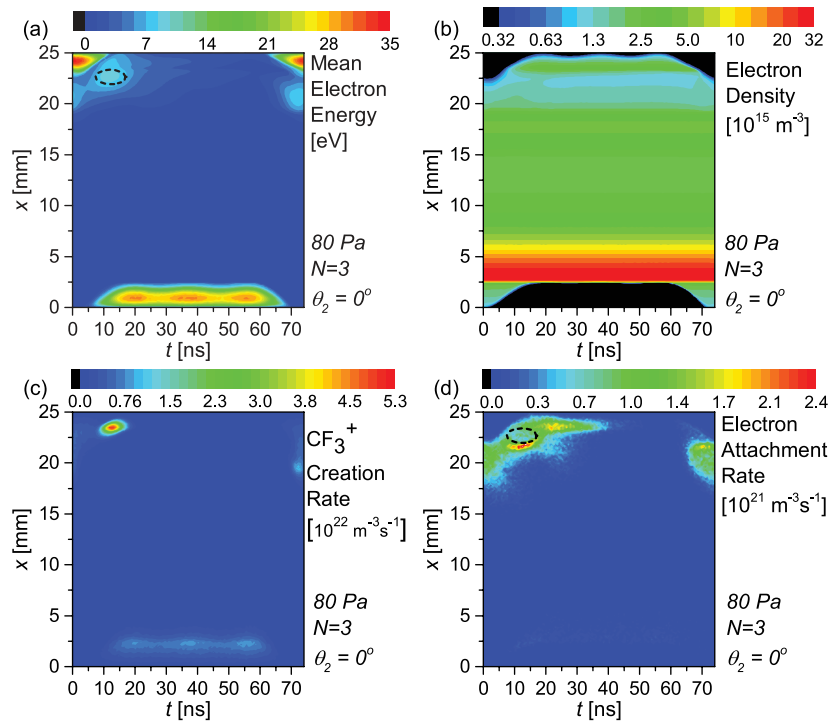 (a)
0 7 14 21 28 35
25
20
15
10
5
0
x [mm]
0 10 20 30 40 50 60 70
t [ns]
Mean
Electron
Energy
[eV]
80 Pa
N=3
θ₂ = 0°
(b)
0.32 0.63 1.3 2.5 5.0 10 20 32
25
20
15
10
5
0
x [mm]
0 10 20 30 40 50 60 70
t [ns]
Electron
Density
[10¹⁵ m⁻³]
80 Pa
N=3
θ₂ = 0°
(c)
0.0 0.76 1.5 2.3 3.0 3.8 4.5 5.3
25
20
15
10
5
0
x [mm]
0 10 20 30 40 50 60 70
t [ns]
CF₃⁺
Creation
Rate
[10²² m⁻³s⁻¹]
80 Pa
N=3
θ₂ = 0°
(d)
0.0 0.3 0.7 1.0 1.4 1.7 2.1 2.4
25
20
15
10
5
0
x [mm]
0 10 20 30 40 50 60 70
t [ns]
Electron
Attachment
Rate
[10²¹ m⁻³s⁻¹]
80 Pa
N=3
θ₂ = 0°